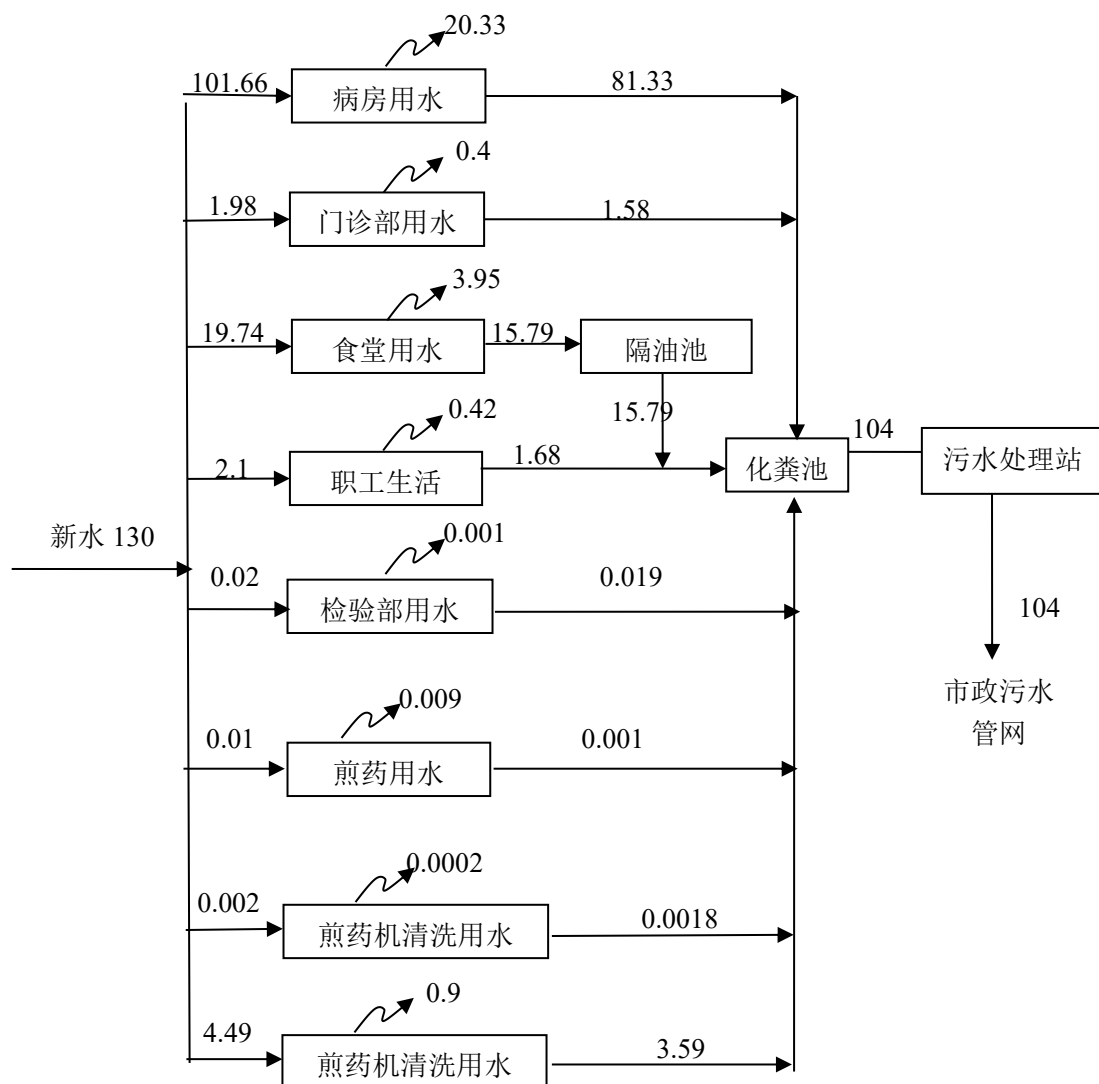 20.33
101.66
病房用水
81.33
0.4
1.98
门诊部用水
1.58
3.95
19.74
食堂用水
15.79
隔油池
15.79
0.42
2.1
职工生活
1.68
化粪池
104
污水处理站
新水 130
0.001
0.02
检验部用水
0.019
104
市政污水
管网
0.009
0.01
煎药用水
0.001
0.0002
0.002
煎药机清洗用水
0.0018
0.9
4.49
煎药机清洗用水
3.59